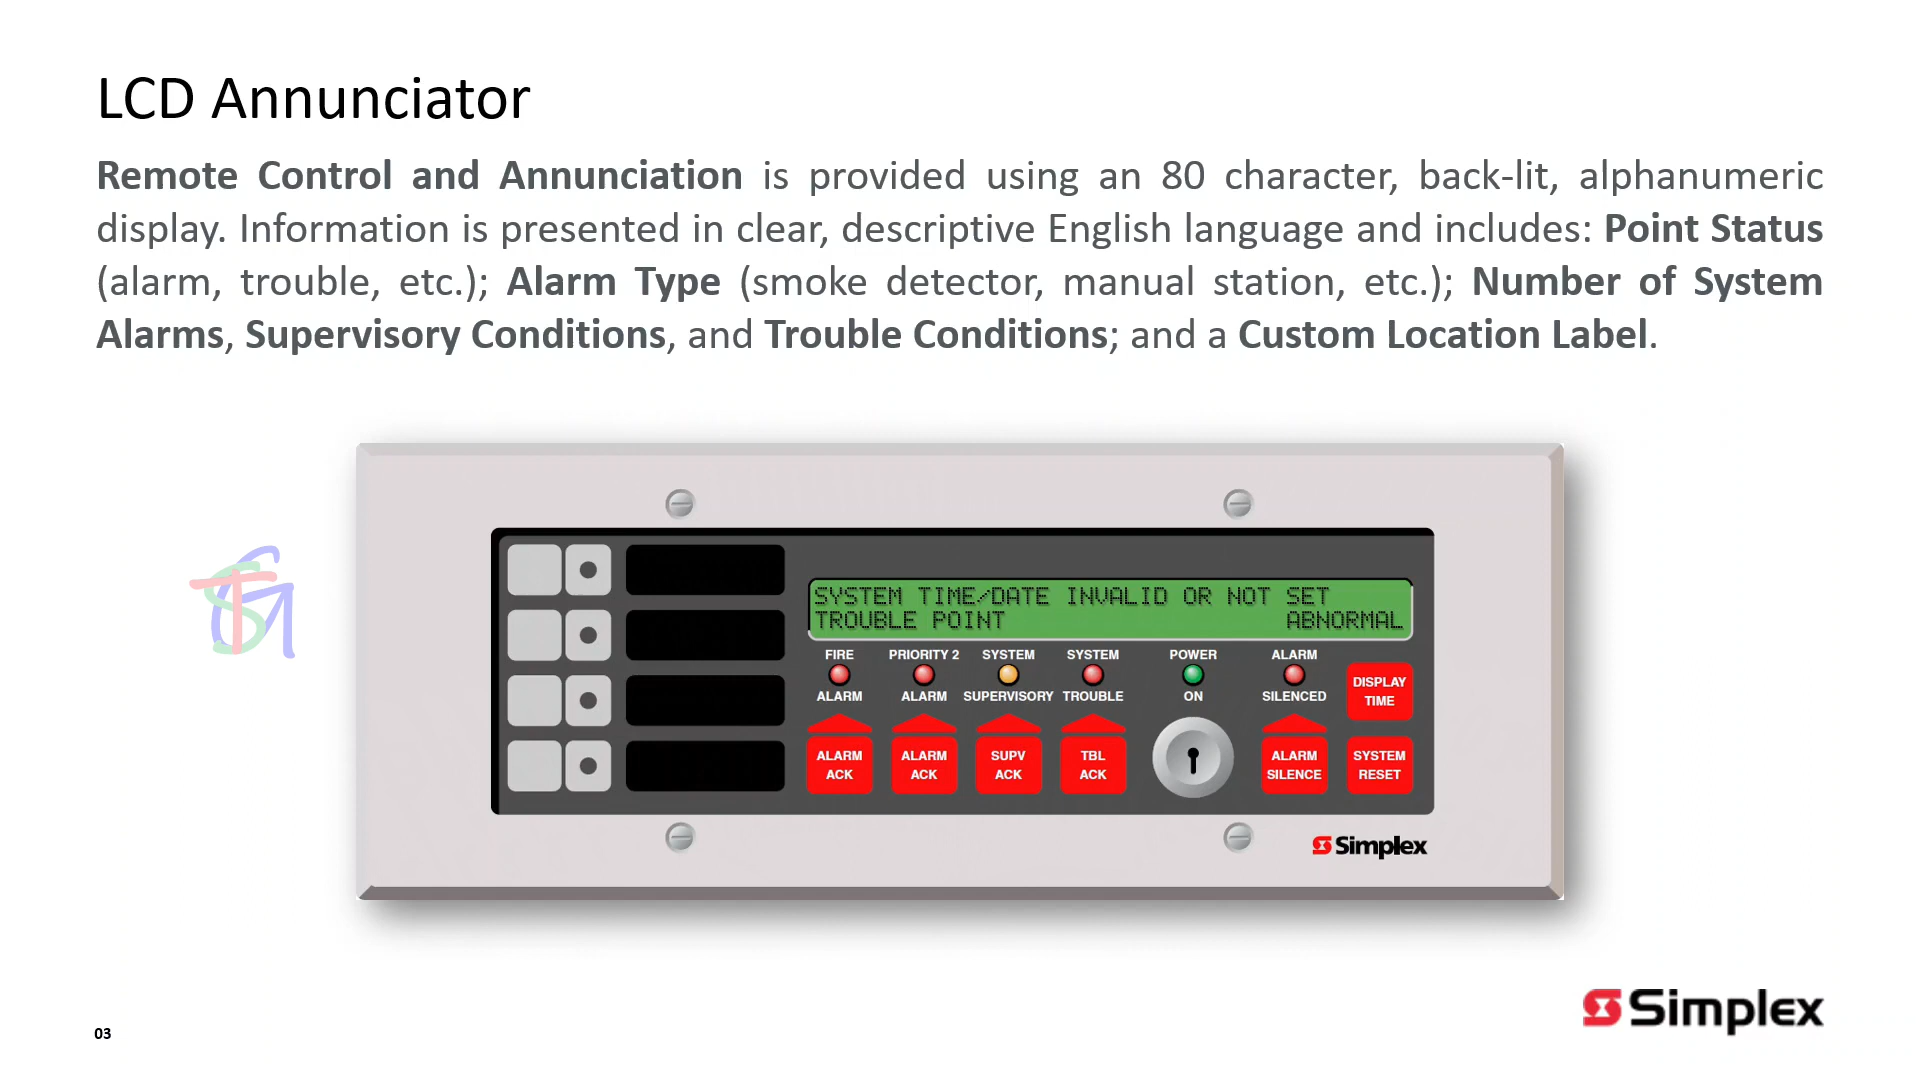 LCD Annunciator
Remote Control and Annunciation is provided using an 80 character, back-lit, alphanumeric
display. Information is presented in clear, descriptive English language and includes: Point Status
(alarm, trouble, etc.); Alarm Type (smoke detector, manual station, etc.); Number of System
Alarms, Supervisory Conditions, and Trouble Conditions; and a Custom Location Label.
SYSTEM TIME/DATE INVALID OR NOT SET
TROUBLE POINT ABNORMAL
FIRE PRIORITY 2 SYSTEM SYSTEM POWER ALARM
ALARM ALARM SUPERVISORY TROUBLE ON SILENCED
DISPLAY
TIME
ALARM ALARM SUPV TBL ALARM SYSTEM
ACK ACK ACK ACK SILENCE RESET
Simplex
Simplex
03